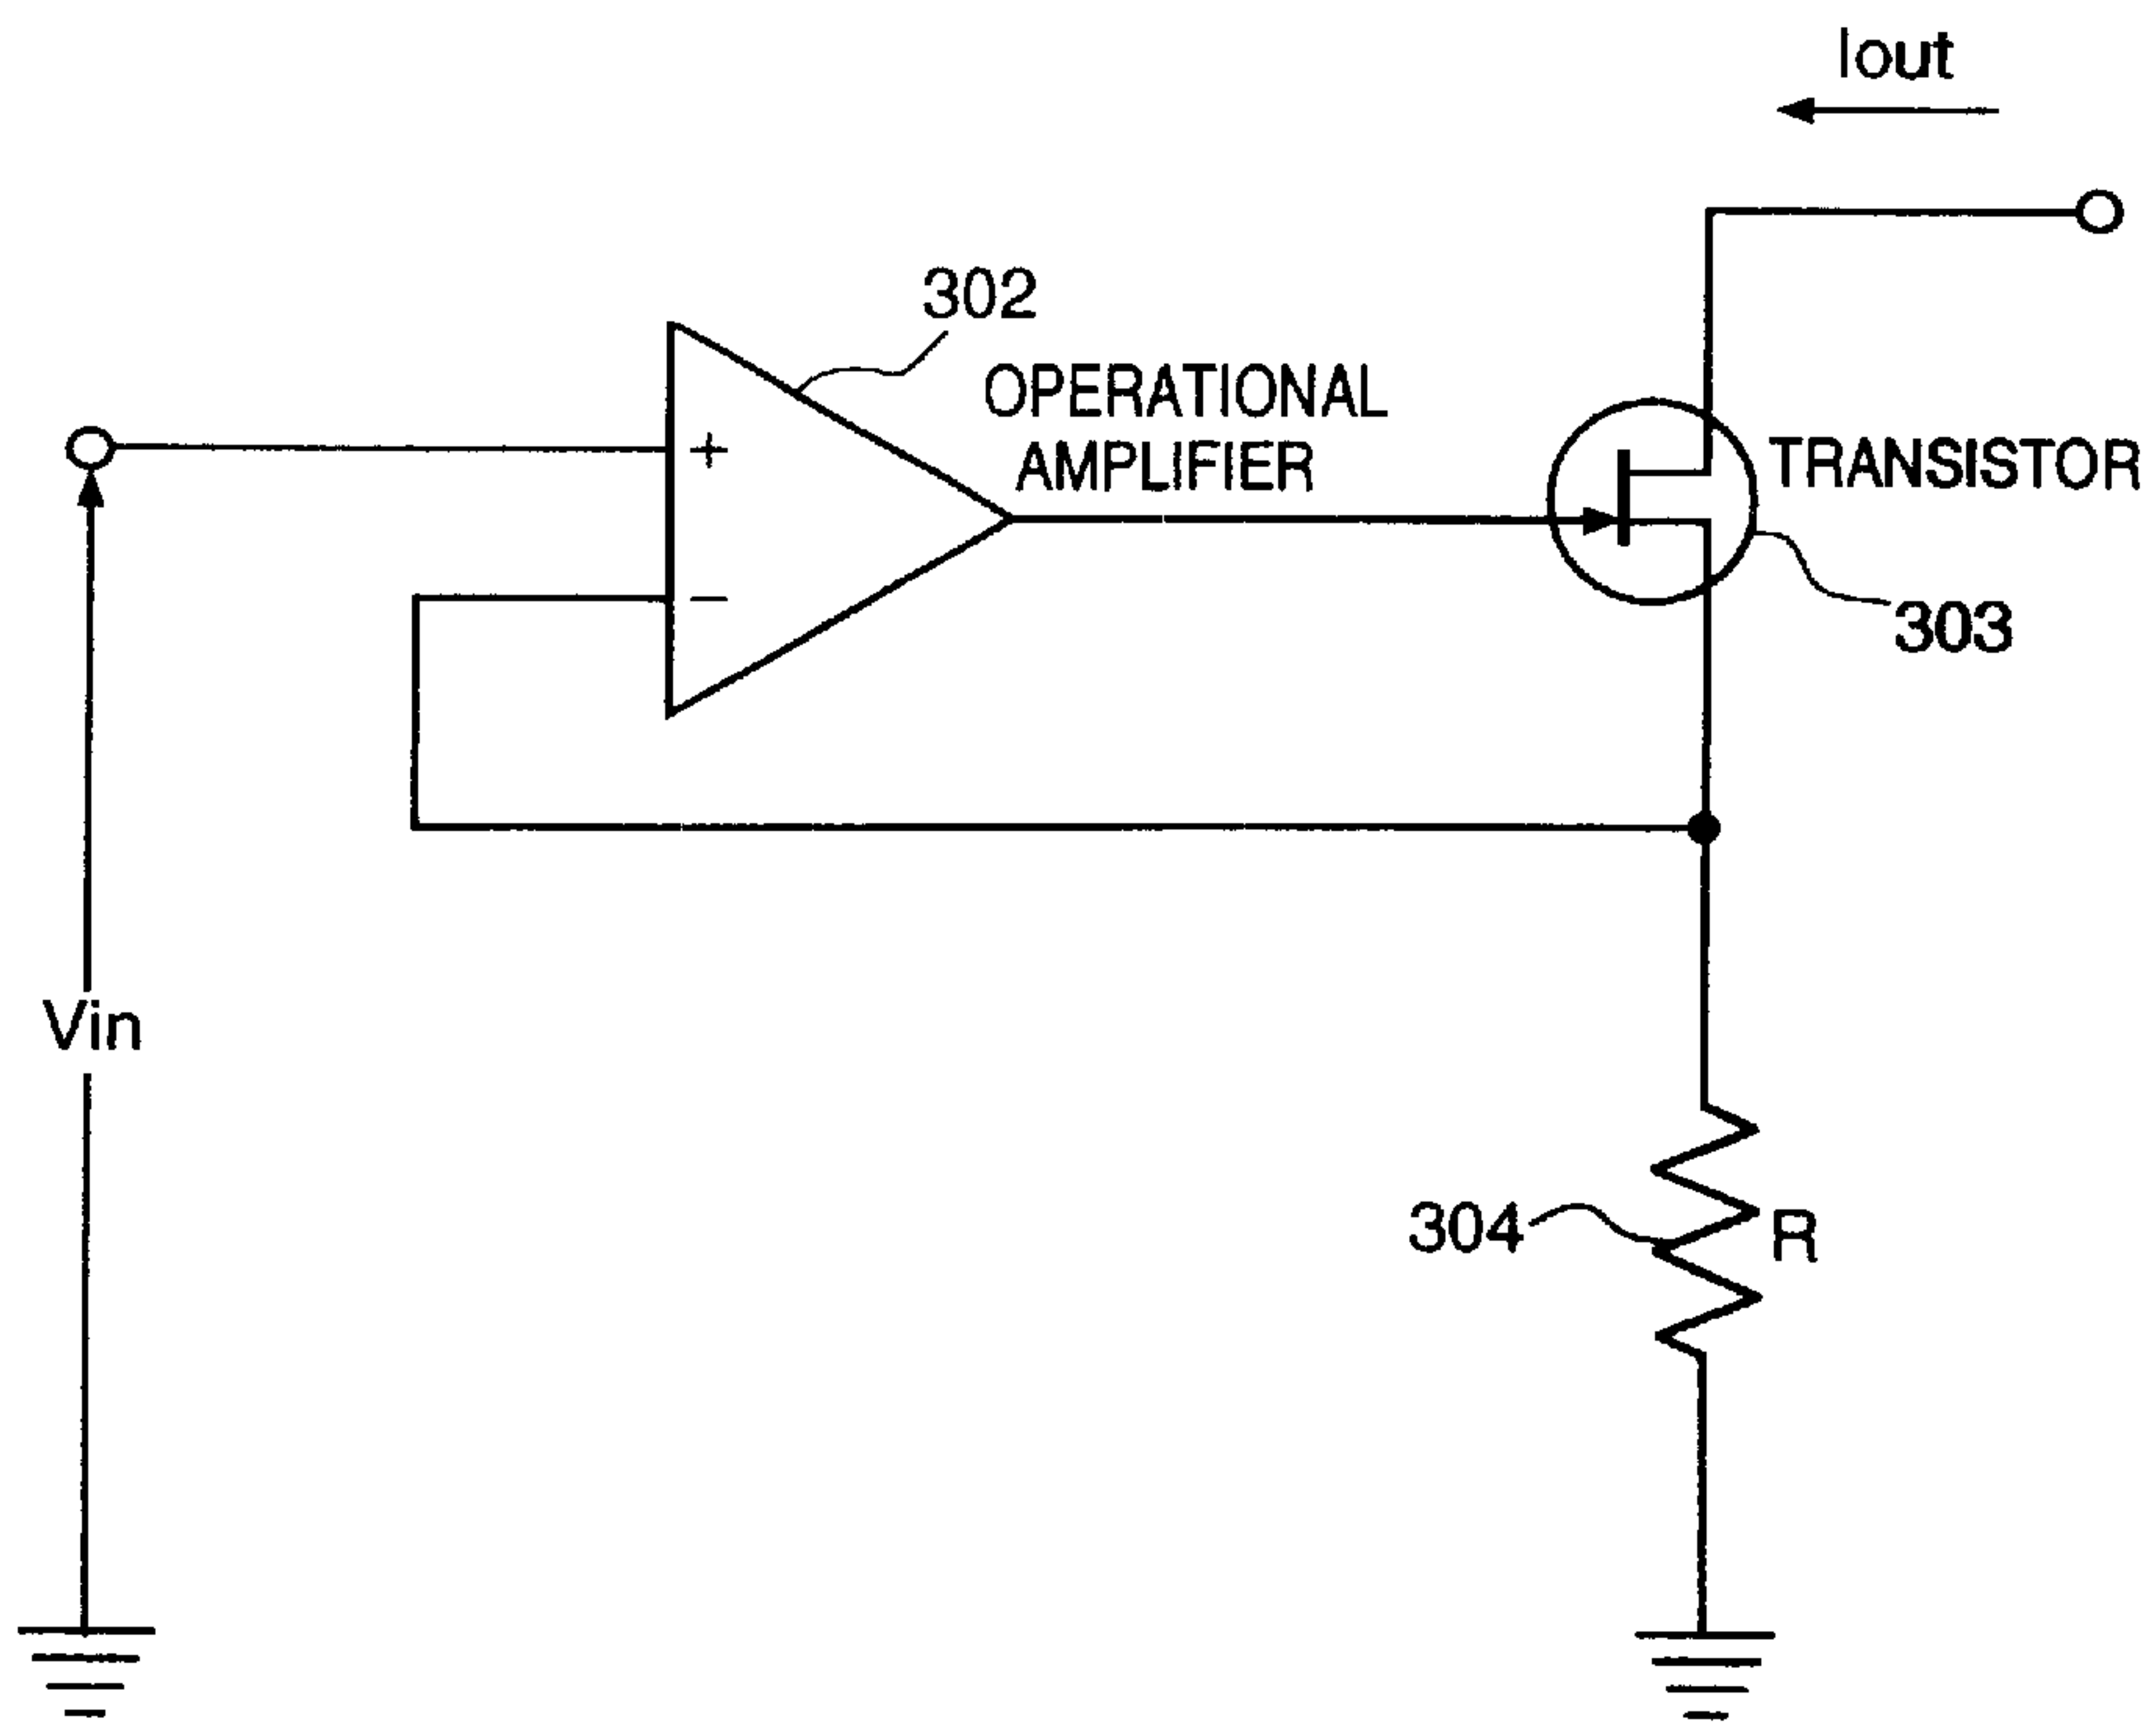 Iout
302
OPERATIONAL
AMPLIFIER
+
TRANSISTOR
−
303
Vin
304
R